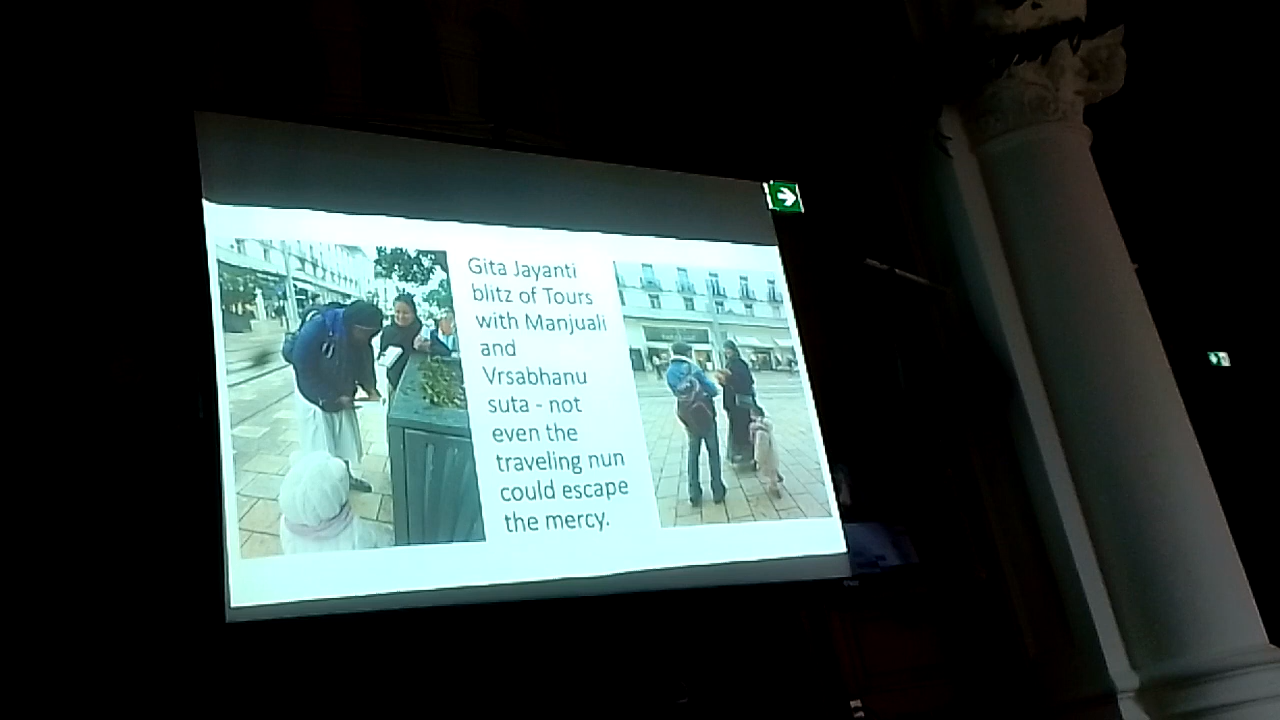 Gita Jayanti
blitz of Tours
with Manjuali
and
Vrsabhanu
suta - not
even the
traveling nun
could escape
the mercy.